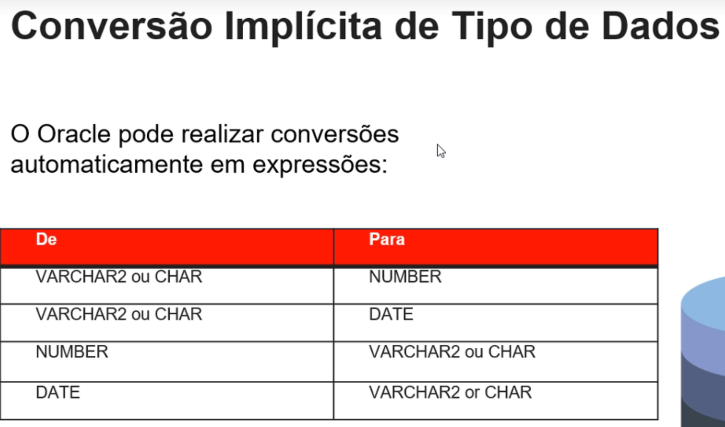 Conversão Implícita de Tipo de Dados
O Oracle pode realizar conversões
automaticamente em expressões:
De Para
VARCHAR2 ou CHAR NUMBER
VARCHAR2 ou CHAR DATE
NUMBER VARCHAR2 ou CHAR
DATE VARCHAR2 or CHAR